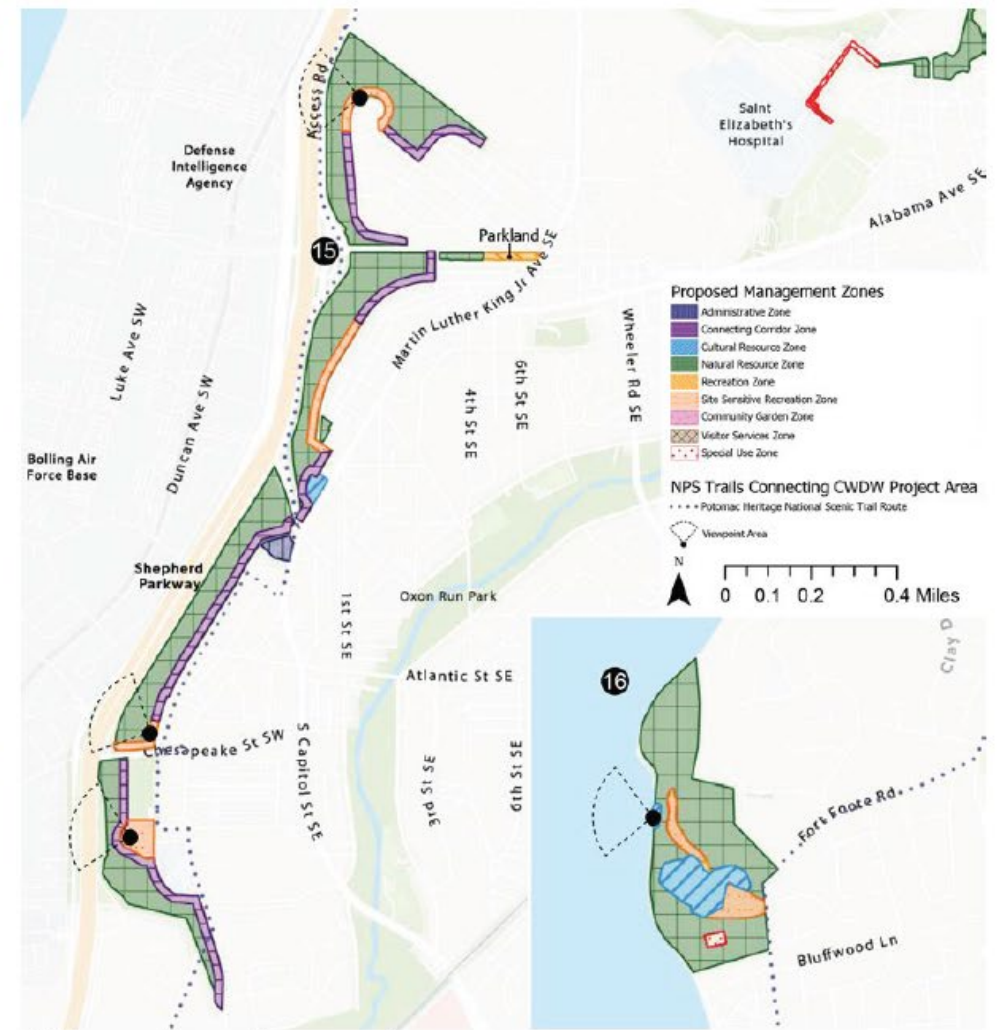 Access Rd
Defense
Intelligence
Agency
Saint
Elizabeth's
Hospital
Alabama Ave SE
15
Parkland
Martin Luther King Jr Ave SE
Luke Ave SW
Duncan Ave SW
Bolling Air
Force Base
4th St SE
6th St SE
Wheeler Rd SE
Proposed Management Zones
Administrative Zone
Connecting Corridor Zone
Cultural Resource Zone
Natural Resource Zone
Recreation Zone
Site Sensitive Recreation Zone
Community Garden Zone
Visitor Services Zone
Special Use Zone
NPS Trails Connecting CWDW Project Area
Potomac Heritage National Scenic Trail Route
Viewpoint Area
N
0 0.1 0.2 0.4 Miles
Shepherd
Parkway
1st St SE
Oxon Run Park
Atlantic St SE
Chesapeake St SW
S Capitol St SE
3rd St SE
6th St SE
16
Clay D
Fort Foote Rd
Bluffwood Ln